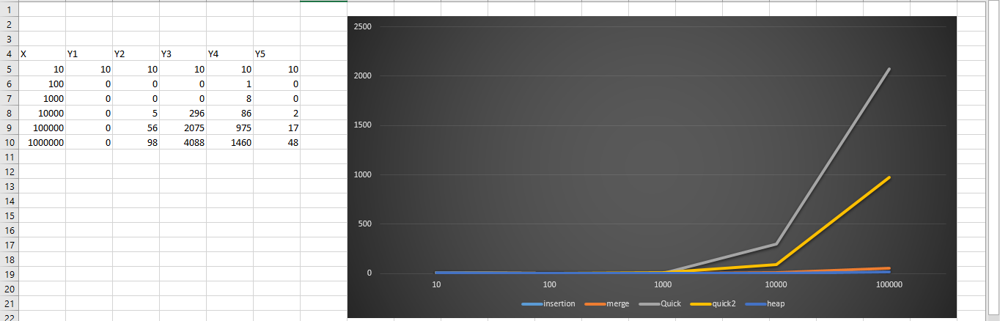 1
2
3
4 X Y1 Y2 Y3 Y4 Y5
5 10 10 10 10 10 10
6 100 0 0 0 1 0
7 1000 0 0 0 8 0
8 10000 0 5 296 86 2
9 100000 0 56 2075 975 17
10 1000000 0 98 4088 1460 48
11
12
13
14
15
16
17
18
19
20
21
22
2500
2000
1500
1000
500
0
10 100 1000 10000 100000
insertion merge Quick quick2 heap